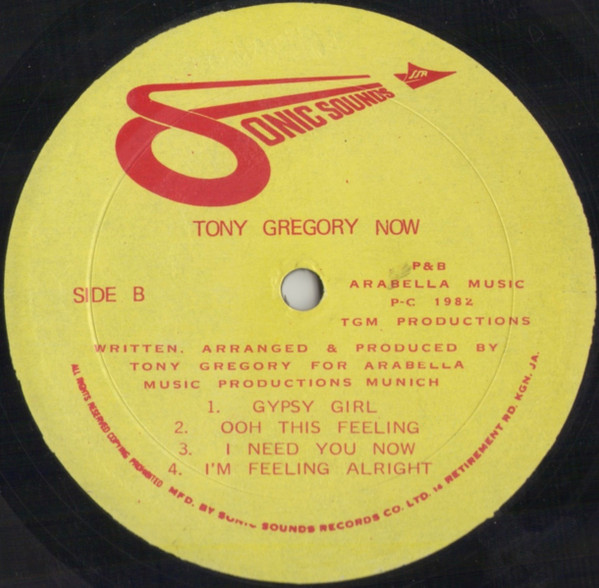 SONIC SOUNDS
SSR
TONY GREGORY NOW
SIDE B
P&B
ARABELLA MUSIC
P-C 1982
TGM PRODUCTIONS
WRITTEN, ARRANGED & PRODUCED BY
TONY GREGORY FOR ARABELLA
MUSIC PRODUCTIONS MUNICH
1. GYPSY GIRL
2. OOH THIS FEELING
3. I NEED YOU NOW
4. I'M FEELING ALRIGHT
ALL RIGHTS RESERVED COPYING PROHIBITED MFD. BY SONIC SOUNDS RECORDS CO. LTD. 14 RETIREMENT RD. KGN, JA.